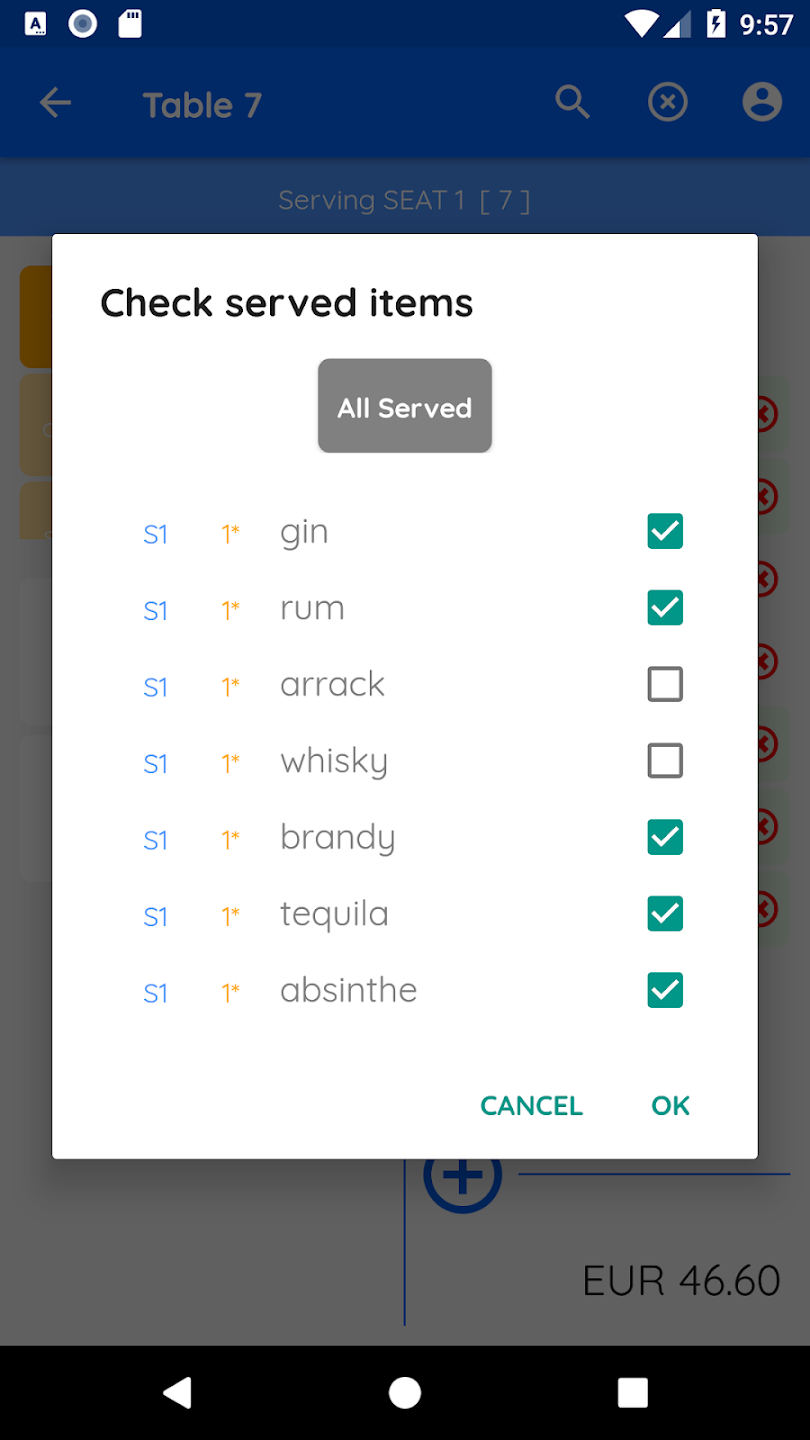 9:57
Table 7
Serving SEAT 1 [ 7 ]
Check served items
All Served
S1 1* gin
S1 1* rum
S1 1* arrack
S1 1* whisky
S1 1* brandy
S1 1* tequila
S1 1* absinthe
CANCEL OK
EUR 46.60